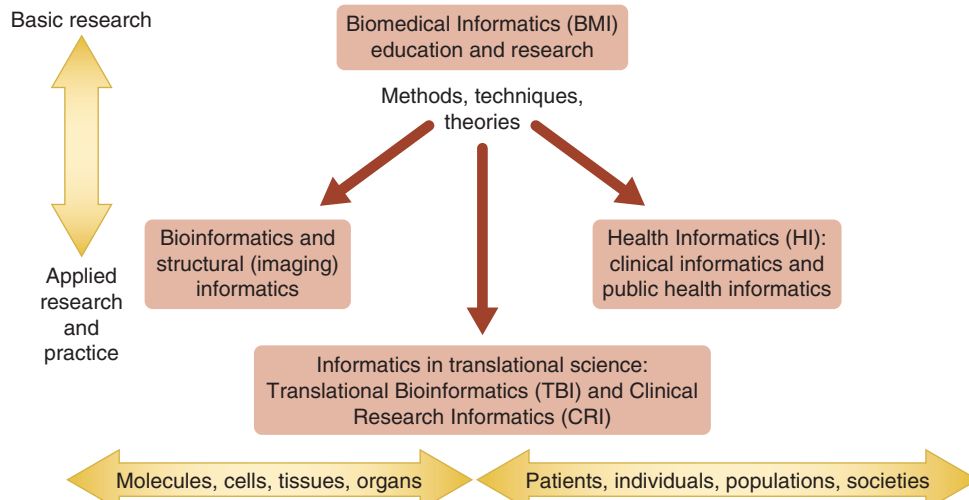 Basic research
Biomedical Informatics (BMI)
education and research
Methods, techniques,
theories
Bioinformatics and
structural (imaging)
informatics
Health Informatics (HI):
clinical informatics and
public health informatics
Applied
research
and
practice
Informatics in translational science:
Translational Bioinformatics (TBI) and Clinical
Research Informatics (CRI)
Molecules, cells, tissues, organs
Patients, individuals, populations, societies